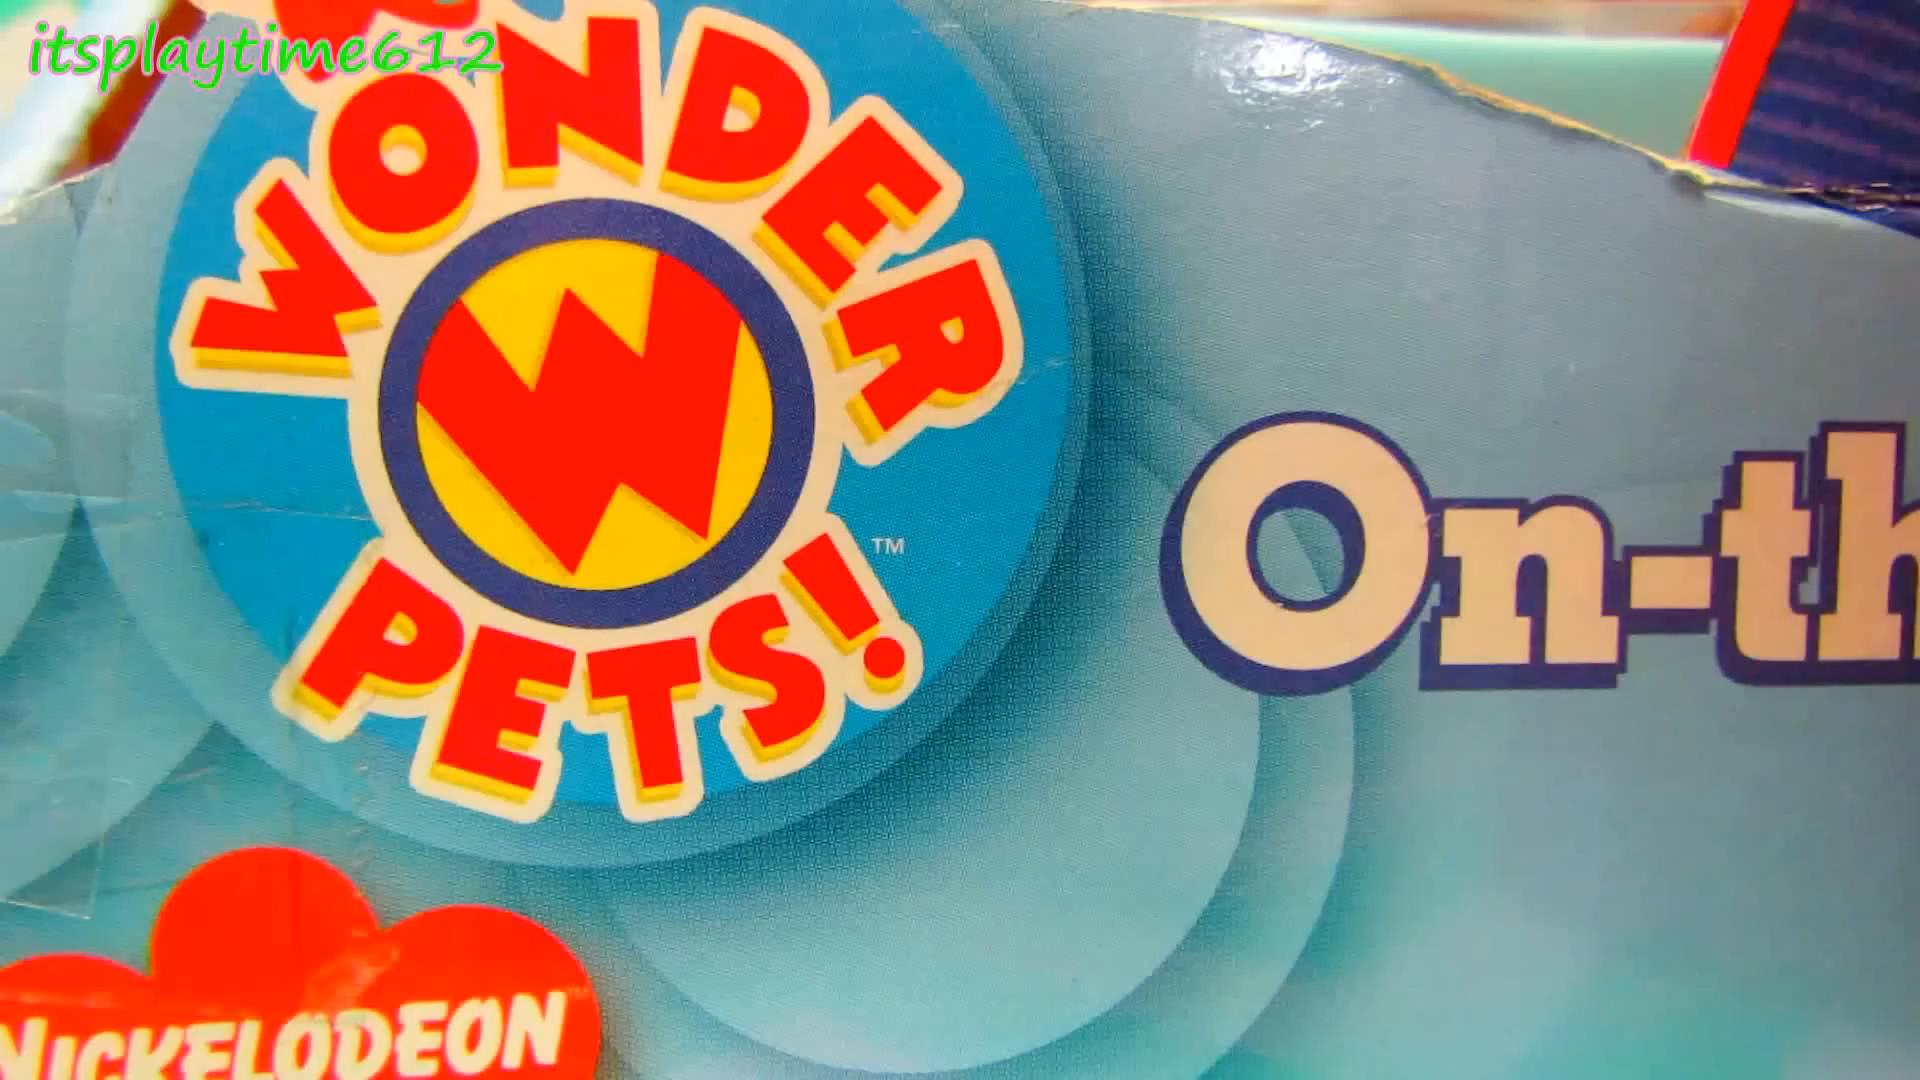 itsplaytime612
WONDER
W
PETS!
™
On-th
NICKELODEON